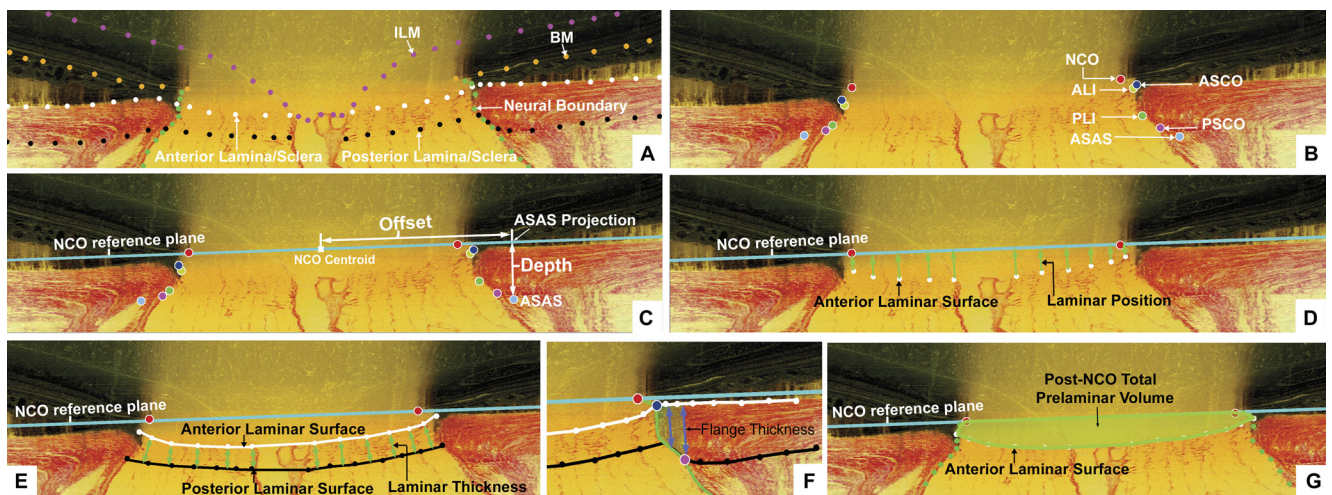 ILM
BM
Neural Boundary
Anterior Lamina/Sclera
Posterior Lamina/Sclera
A
NCO
ASCO
ALI
PLI
PSCO
ASAS
B
Offset
ASAS Projection
NCO reference plane
NCO Centroid
Depth
ASAS
C
NCO reference plane
Anterior Laminar Surface
Laminar Position
D
NCO reference plane
Anterior Laminar Surface
Posterior Laminar Surface
Laminar Thickness
E
Flange Thickness
F
Post-NCO Total
Prelaminar Volume
NCO reference plane
Anterior Laminar Surface
G